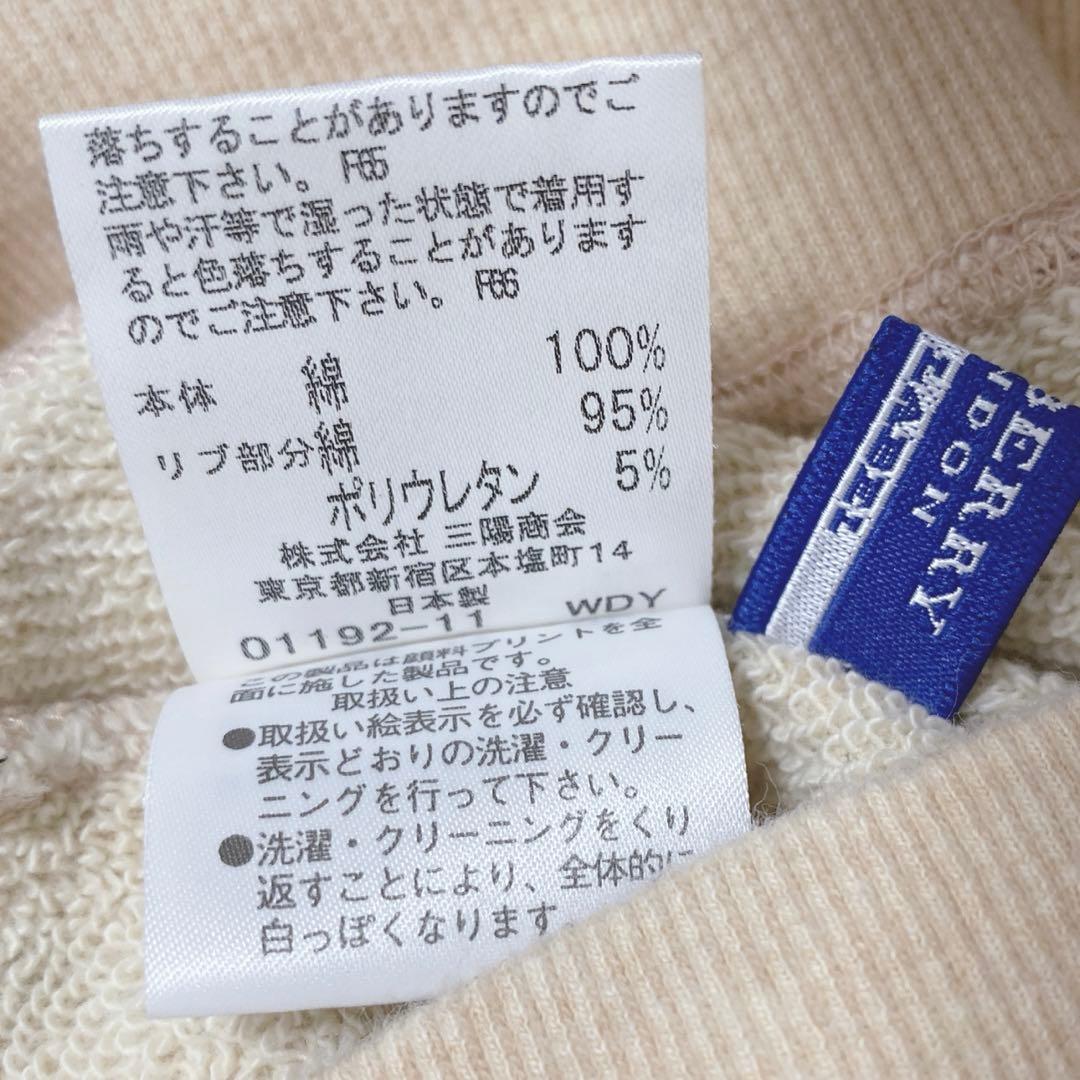 落ちすることがありますのでご
注意下さい。 F65
雨や汗等で湿った状態で着用す
ると色落ちすることがあります
のでご注意下さい。 F66
本体 綿 100%
リブ部分綿 95%
ポリウレタン 5%
株式会社 三陽商会
東京都新宿区本塩町14
日本製
01192-11 WDY
この製品は顔料プリントを全
面に施した製品です。
取扱い上の注意
●取扱い絵表示を必ず確認し、
表示どおりの洗濯・クリー
ニングを行って下さい。
●洗濯・クリーニングをくり
返すことにより、全体的に
白っぽくなります
BERRY
NDON